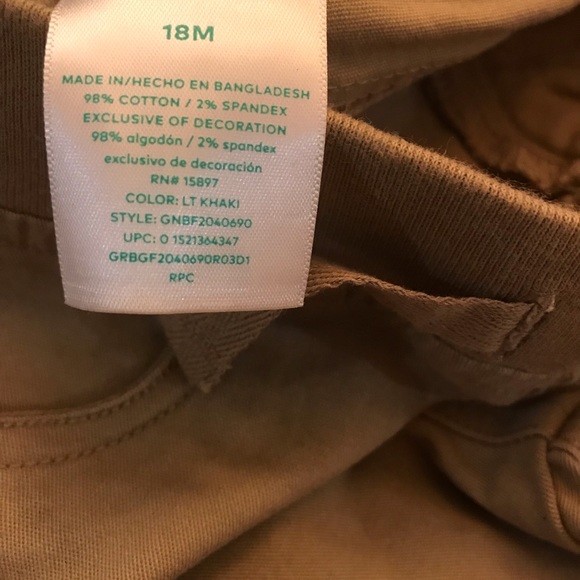 18M
MADE IN/HECHO EN BANGLADESH
98% COTTON / 2% SPANDEX
EXCLUSIVE OF DECORATION
98% algodón / 2% spandex
exclusivo de decoración
RN# 15897
COLOR: LT KHAKI
STYLE: GNBF2040690
UPC: 0 1521364347
GRBGF2040690R03D1
RPC